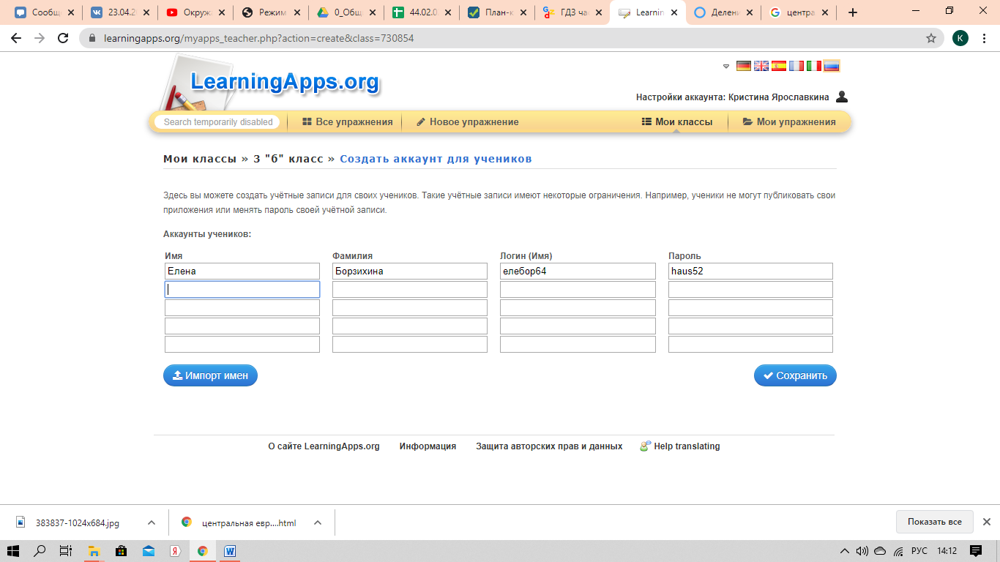 Сообщ
23.04.2
Окруж
Режим
0_Общ
44.02.0
План-к
ГДЗ ча
Learnin
Делени
центра
learningapps.org/myapps_teacher.php?action=create&class=730854
K
LearningApps.org
Настройки аккаунта: Кристина Ярославкина
Search temporarily disabled
Все упражнения
Новое упражнение
Мои классы
Мои упражнения
Мои классы » 3 "б" класс » Создать аккаунт для учеников
Здесь вы можете создать учётные записи для своих учеников. Такие учётные записи имеют некоторые ограничения. Например, ученики не могут публиковать свои
приложения или менять пароль своей учётной записи.
Аккаунты учеников:
Имя Фамилия Логин (Имя) Пароль
Елена Борзихина елебор64 haus52
Импорт имен
Сохранить
О сайте LearningApps.org Информация Защита авторских прав и данных Help translating
383837-1024x684.jpg
центральная евр....html
Показать все
РУС 14:12